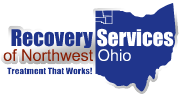 Recovery Services
of Northwest Ohio
Treatment That Works!